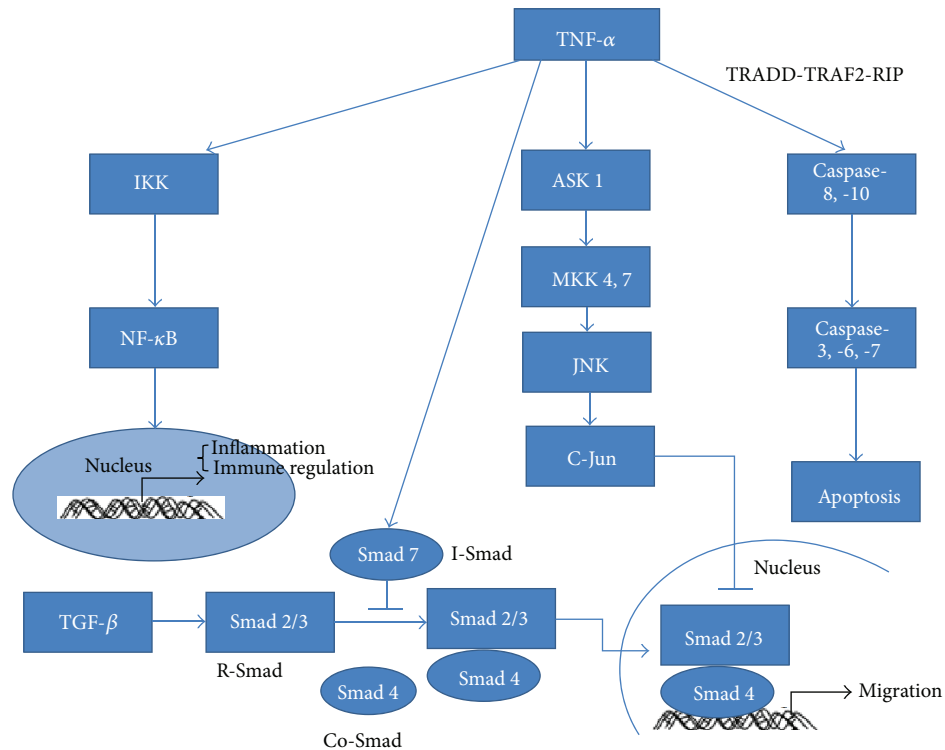 TNF-α
TRADD-TRAF2-RIP
IKK
ASK 1
Caspase-
8, -10
MKK 4, 7
NF-κB
JNK
Caspase-
3, -6, -7
Inflammation
Nucleus
Immune regulation
C-Jun
Apoptosis
Smad 7
I-Smad
Nucleus
TGF-β
Smad 2/3
Smad 2/3
Smad 2/3
R-Smad
Smad 4
Smad 4
Smad 4
Migration
Co-Smad